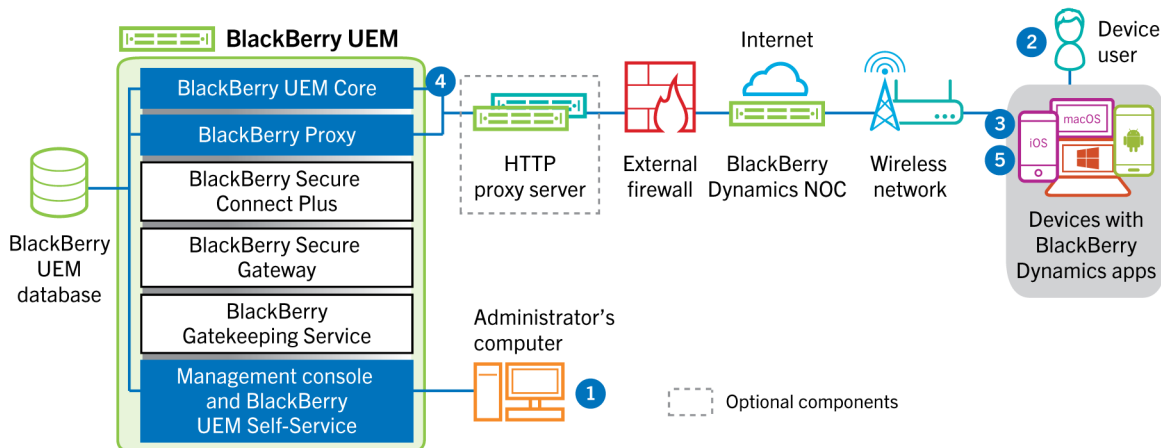 BlackBerry UEM
BlackBerry UEM Core
BlackBerry Proxy
BlackBerry Secure
Connect Plus
BlackBerry Secure
Gateway
BlackBerry
Gatekeeping Service
Management console
and BlackBerry
UEM Self-Service
BlackBerry
UEM
database
4
HTTP
proxy server
External
firewall
Internet
BlackBerry
Dynamics NOC
Wireless
network
2
Device
user
3
5
macOS
iOS
Devices with
BlackBerry
Dynamics apps
Administrator’s
computer
1
Optional components